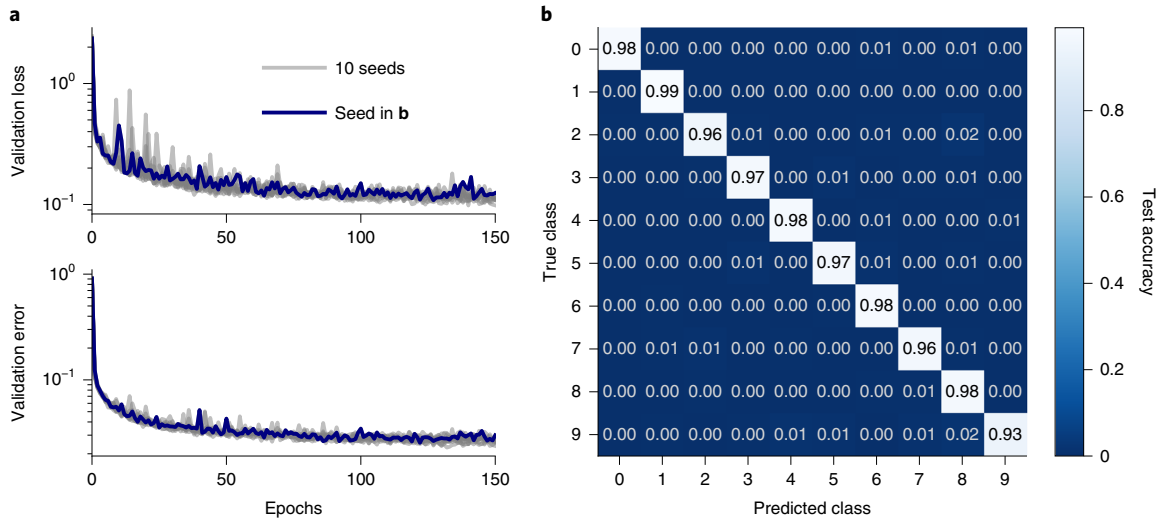 a
Validation loss
10^0
10^-1
10 seeds
Seed in b
0 50 100 150
Validation error
10^0
10^-1
0 50 100 150
Epochs
b
True class
0 0.98 0.00 0.00 0.00 0.00 0.00 0.01 0.00 0.01 0.00
1 0.00 0.99 0.00 0.00 0.00 0.00 0.00 0.00 0.00 0.00
2 0.00 0.00 0.96 0.01 0.00 0.00 0.01 0.00 0.02 0.00
3 0.00 0.00 0.00 0.97 0.00 0.01 0.00 0.00 0.01 0.00
4 0.00 0.00 0.00 0.00 0.98 0.00 0.01 0.00 0.00 0.01
5 0.00 0.00 0.00 0.01 0.00 0.97 0.01 0.00 0.01 0.00
6 0.00 0.00 0.00 0.00 0.00 0.00 0.98 0.00 0.00 0.00
7 0.00 0.01 0.01 0.00 0.00 0.00 0.00 0.96 0.01 0.00
8 0.00 0.00 0.00 0.00 0.00 0.00 0.00 0.01 0.98 0.00
9 0.00 0.00 0.00 0.00 0.01 0.01 0.00 0.01 0.02 0.93
0 1 2 3 4 5 6 7 8 9
Predicted class
0.8
0.6
0.4
0.2
0
Test accuracy